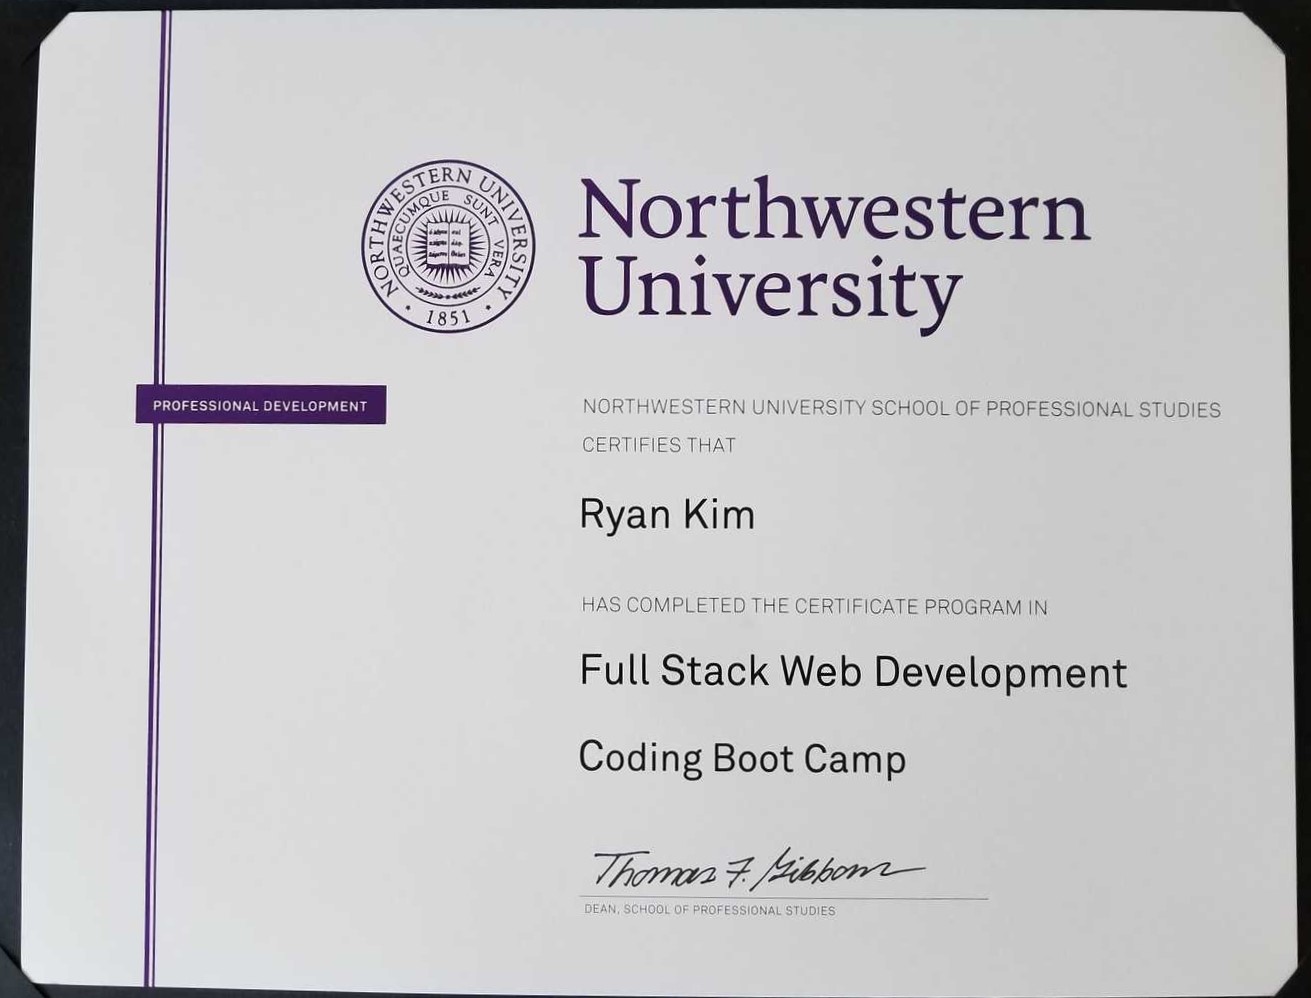 NORTHWESTERN UNIVERSITY
QUAECUMQUE SUNT VERA
1851
Northwestern
University
PROFESSIONAL DEVELOPMENT
NORTHWESTERN UNIVERSITY SCHOOL OF PROFESSIONAL STUDIES
CERTIFIES THAT
Ryan Kim
HAS COMPLETED THE CERTIFICATE PROGRAM IN
Full Stack Web Development
Coding Boot Camp
Thomas F. Gibbons
DEAN, SCHOOL OF PROFESSIONAL STUDIES